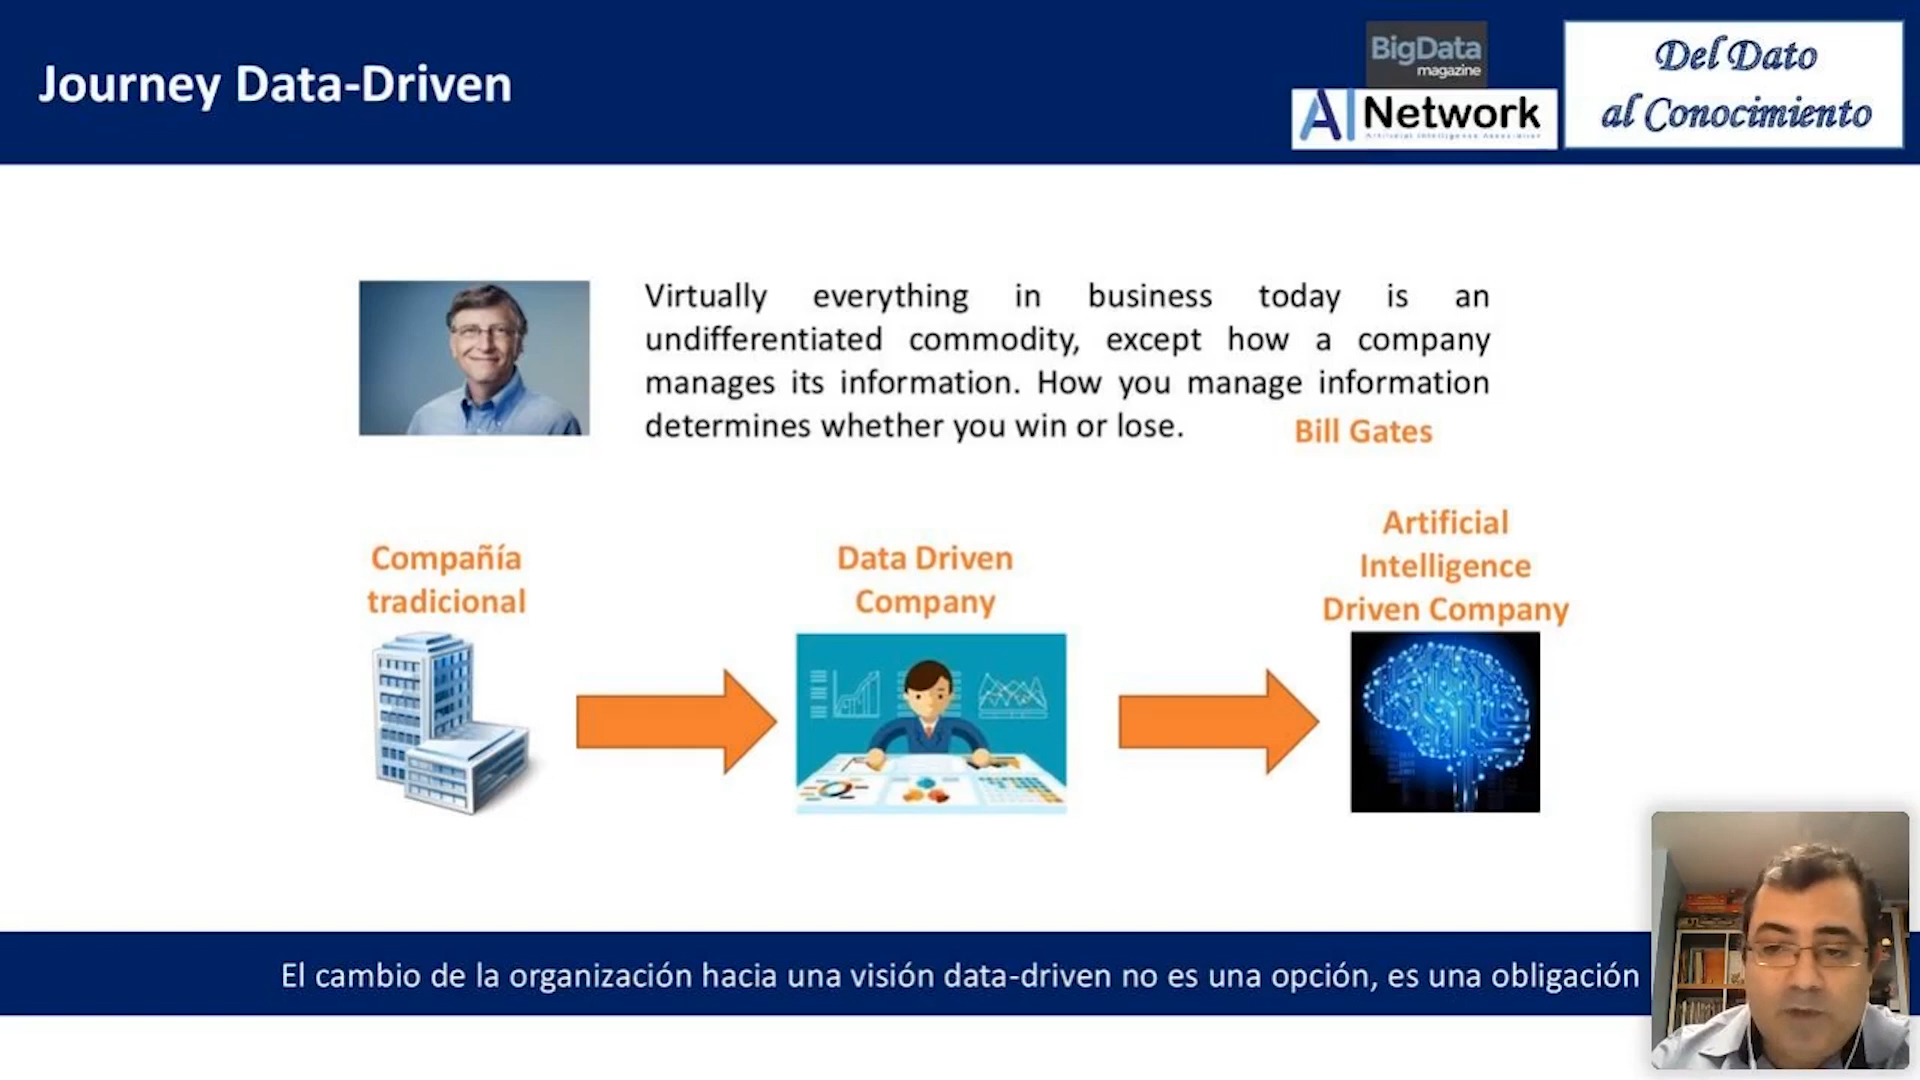 Journey Data-Driven
BigData
magazine
AI Network
Artificial Intelligence Association
Del Dato
al Conocimiento
Virtually everything in business today is an
undifferentiated commodity, except how a company
manages its information. How you manage information
determines whether you win or lose.
Bill Gates
Compañía
tradicional
Data Driven
Company
Artificial
Intelligence
Driven Company
El cambio de la organización hacia una visión data-driven no es una opción, es una obligación